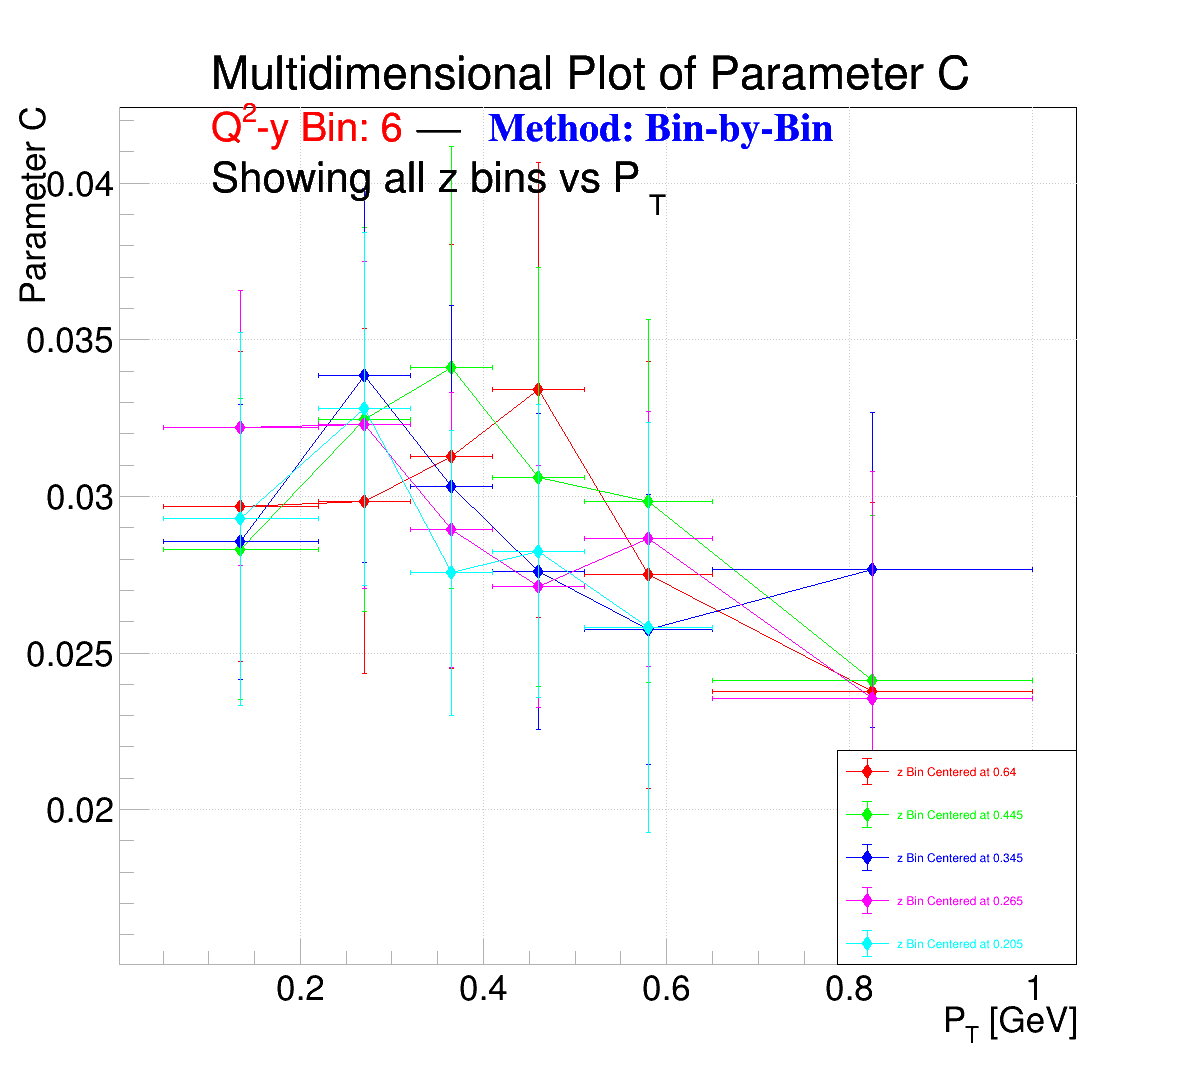 Multidimensional Plot of Parameter C
Q2-y Bin: 6 — Method: Bin-by-Bin
Showing all z bins vs P T
Parameter C
0.04
0.035
0.03
0.025
0.02
z Bin Centered at 0.64
z Bin Centered at 0.445
z Bin Centered at 0.345
z Bin Centered at 0.265
z Bin Centered at 0.205
0.2 0.4 0.6 0.8 1
PT [GeV]